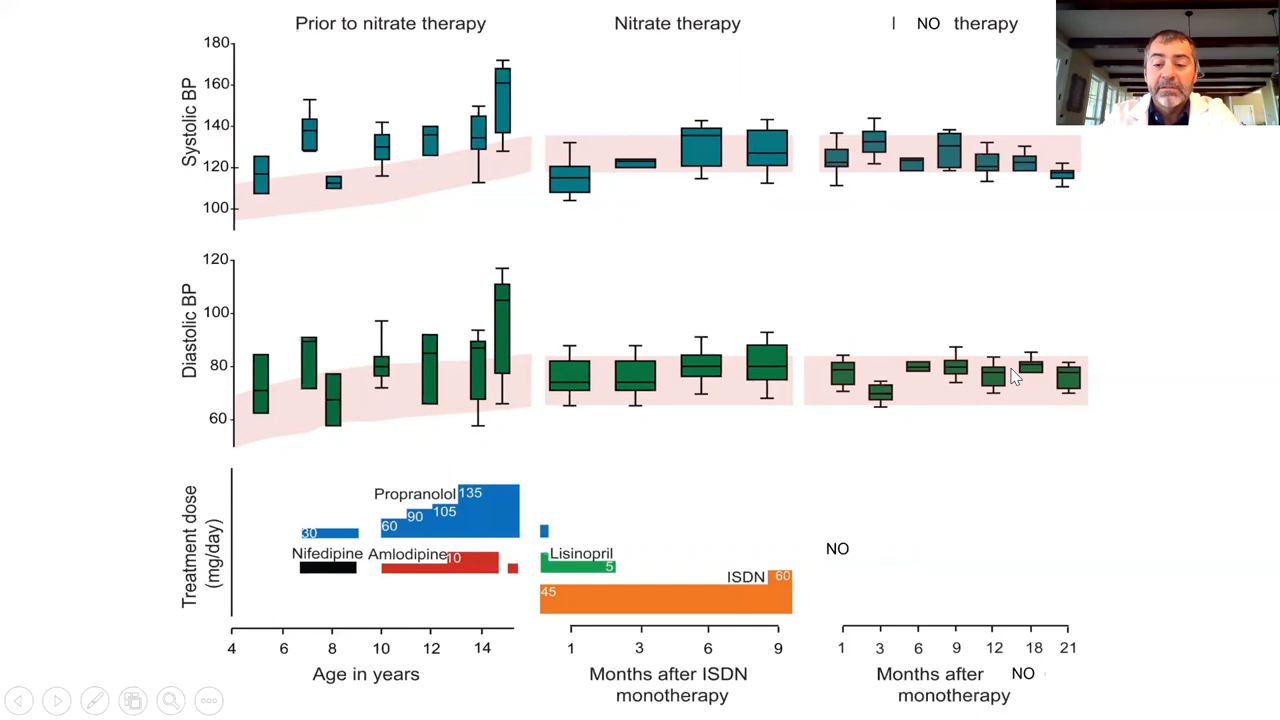 Prior to nitrate therapy
Nitrate therapy
I NO therapy
Systolic BP
180
160
140
120
100
Diastolic BP
120
100
80
60
Treatment dose
(mg/day)
Propranolol
30
60
90
105
135
Nifedipine
Amlodipine
10
Lisinopril
5
ISDN
45
60
NO
4 6 8 10 12 14
Age in years
1 3 6 9
Months after ISDN
monotherapy
1 3 6 9 12 18 21
Months after NO
monotherapy